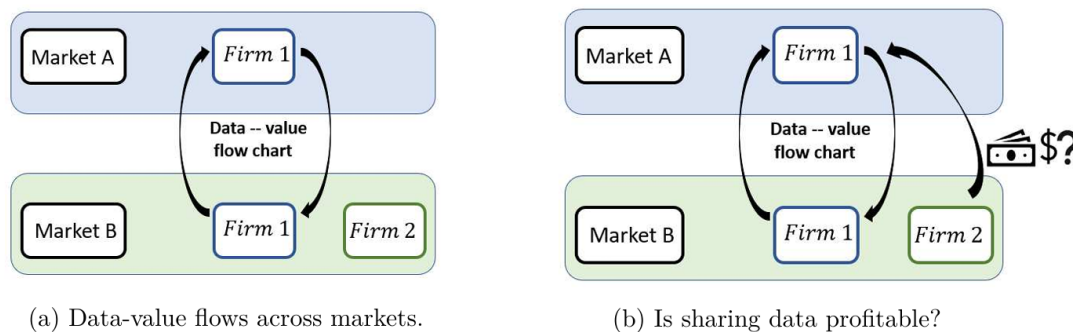 Market A
Firm 1
Data -- value
flow chart
Market B
Firm 1
Firm 2
(a) Data-value flows across markets.
Market A
Firm 1
Data -- value
flow chart
$?
Market B
Firm 1
Firm 2
(b) Is sharing data profitable?